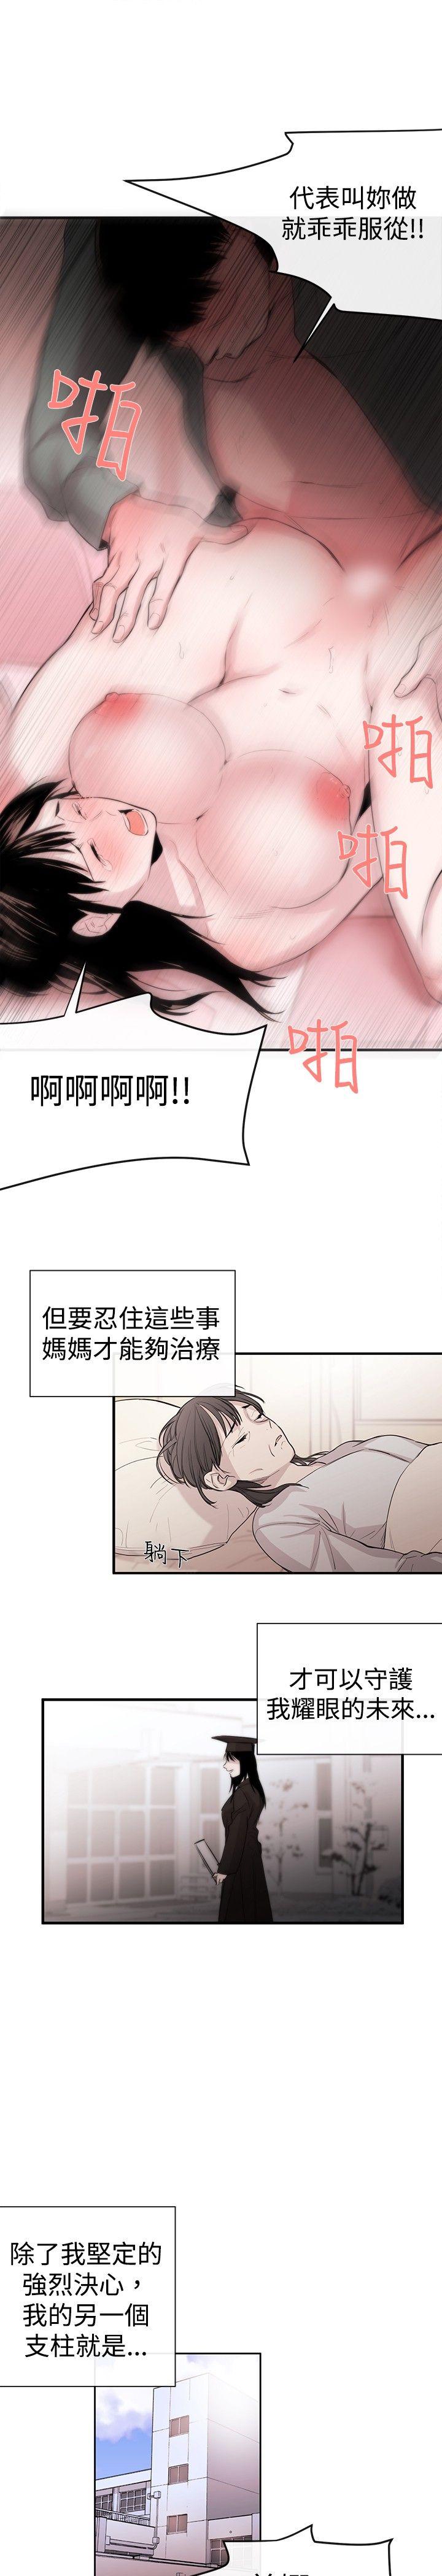 代表叫妳做
就乖乖服從!!
啪
啪
啪
啪
啊啊啊啊!!
但要忍住這些事
媽媽才能夠治療
躺下
才可以守護
我耀眼的未來...
除了我堅定的
強烈決心，
我的另一個
支柱就是...